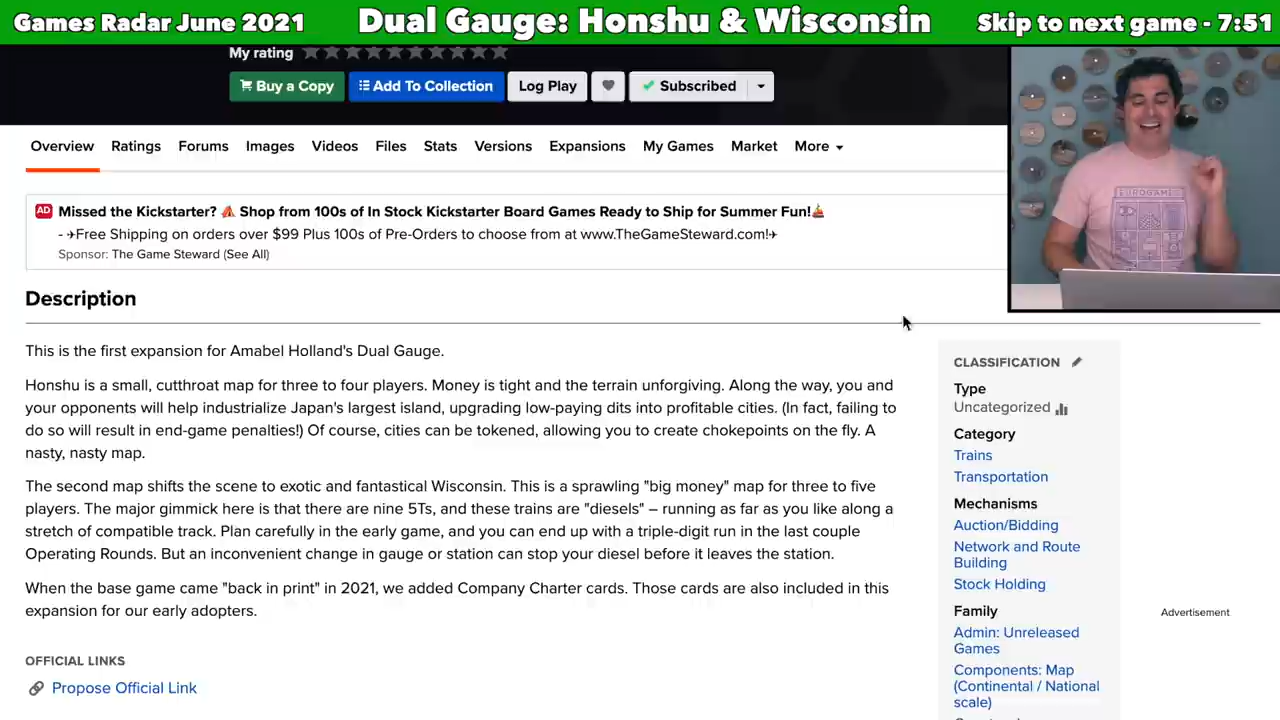 Games Radar June 2021
Dual Gauge: Honshu & Wisconsin
Skip to next game - 7:51
My rating
Buy a Copy
Add To Collection
Log Play
Subscribed
Overview
Ratings
Forums
Images
Videos
Files
Stats
Versions
Expansions
My Games
Market
More
AD
Missed the Kickstarter? ⛺ Shop from 100s of In Stock Kickstarter Board Games Ready to Ship for Summer Fun!⛵
- ✈Free Shipping on orders over $99 Plus 100s of Pre-Orders to choose from at www.TheGameSteward.com!✈
Sponsor: The Game Steward (See All)
EUROGAME
Description
This is the first expansion for Amabel Holland's Dual Gauge.
Honshu is a small, cutthroat map for three to four players. Money is tight and the terrain unforgiving. Along the way, you and
your opponents will help industrialize Japan's largest island, upgrading low-paying dits into profitable cities. (In fact, failing to
do so will result in end-game penalties!) Of course, cities can be tokened, allowing you to create chokepoints on the fly. A
nasty, nasty map.
The second map shifts the scene to exotic and fantastical Wisconsin. This is a sprawling "big money" map for three to five
players. The major gimmick here is that there are nine 5Ts, and these trains are "diesels" – running as far as you like along a
stretch of compatible track. Plan carefully in the early game, and you can end up with a triple-digit run in the last couple
Operating Rounds. But an inconvenient change in gauge or station can stop your diesel before it leaves the station.
When the base game came "back in print" in 2021, we added Company Charter cards. Those cards are also included in this
expansion for our early adopters.
OFFICIAL LINKS
Propose Official Link
CLASSIFICATION
Type
Uncategorized
Category
Trains
Transportation
Mechanisms
Auction/Bidding
Network and Route
Building
Stock Holding
Family
Admin: Unreleased
Games
Components: Map
(Continental / National
scale)
Advertisement